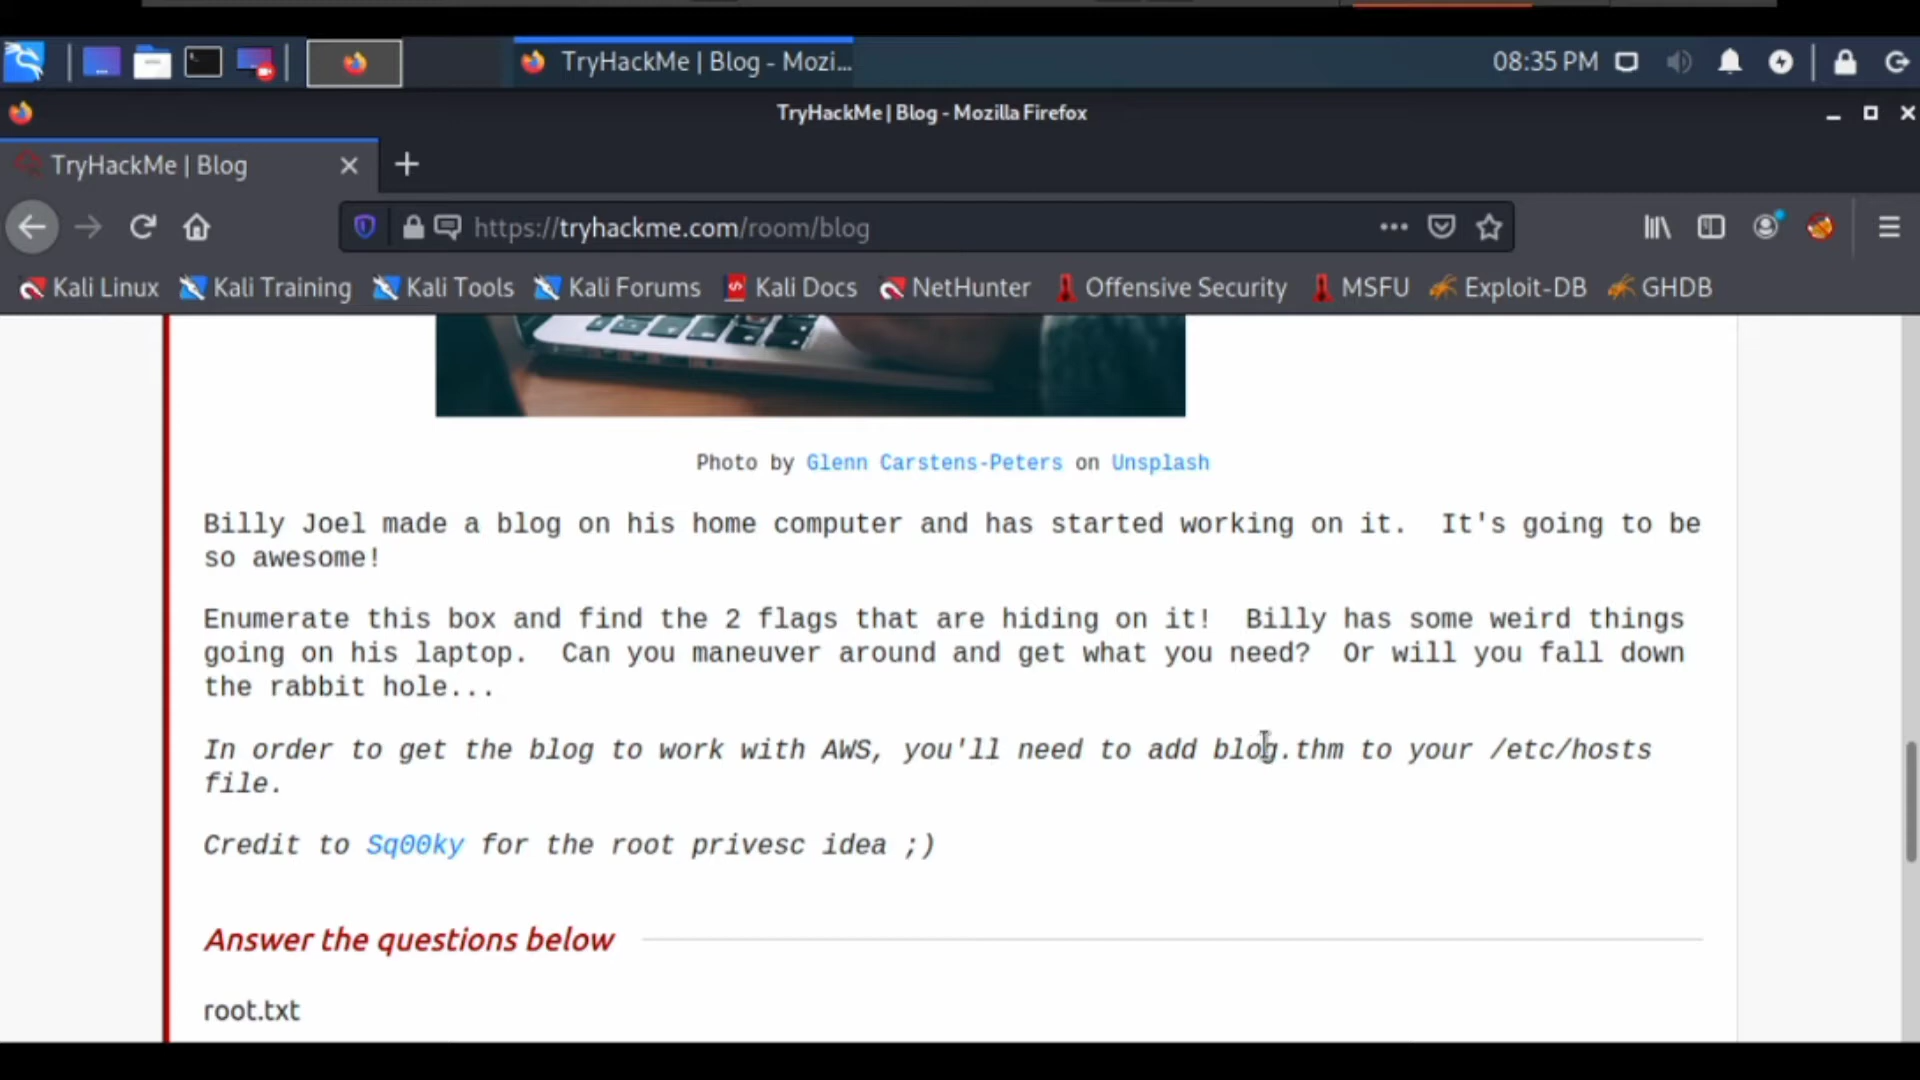 TryHackMe | Blog - Mozi...
08:35 PM
TryHackMe | Blog - Mozilla Firefox
TryHackMe | Blog
https://tryhackme.com/room/blog
Kali Linux Kali Training Kali Tools Kali Forums Kali Docs NetHunter Offensive Security MSFU Exploit-DB GHDB
Photo by Glenn Carstens-Peters on Unsplash
Billy Joel made a blog on his home computer and has started working on it. It's going to be
so awesome!
Enumerate this box and find the 2 flags that are hiding on it! Billy has some weird things
going on his laptop. Can you maneuver around and get what you need? Or will you fall down
the rabbit hole...
In order to get the blog to work with AWS, you'll need to add blog.thm to your /etc/hosts
file.
Credit to Sq00ky for the root privesc idea ;)
Answer the questions below
root.txt